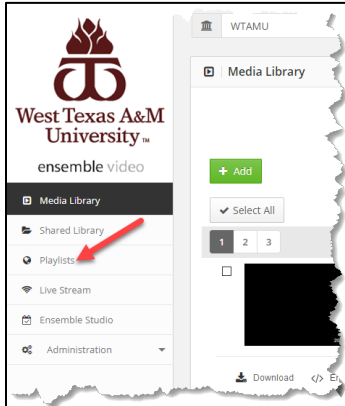 WTAMU
Media Library
West Texas A&M
University™
ensemble video
+ Add
Media Library
Select All
Shared Library
1 2 3
Playlists
Live Stream
Ensemble Studio
Administration
Download </>